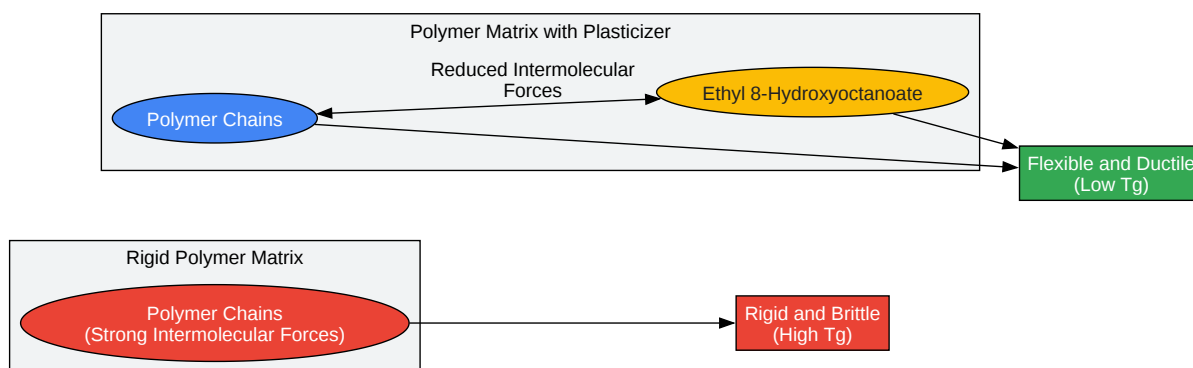 Polymer Matrix with Plasticizer
Reduced Intermolecular
Forces
Ethyl 8-Hydroxyoctanoate
Polymer Chains
Flexible and Ductile
(Low Tg)
Rigid Polymer Matrix
Polymer Chains
(Strong Intermolecular Forces)
Rigid and Brittle
(High Tg)